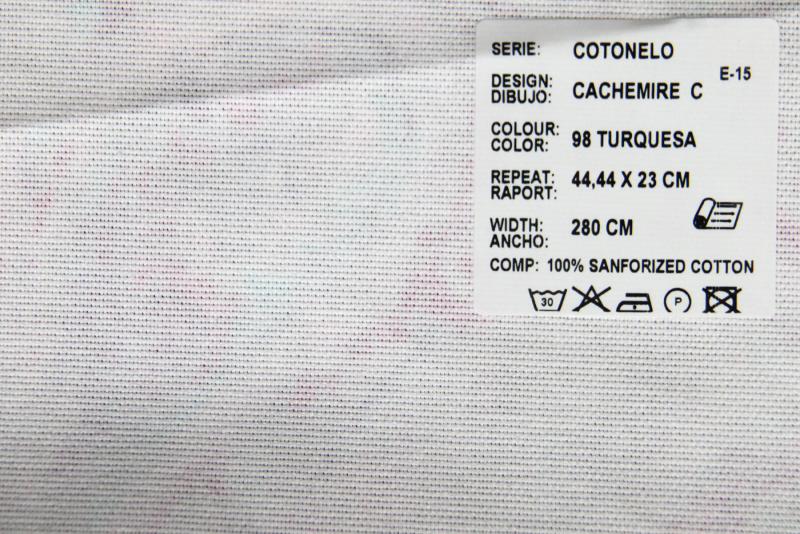 SERIE: COTONELO
E-15
DESIGN:
DIBUJO: CACHEMIRE C
COLOUR:
COLOR: 98 TURQUESA
REPEAT:
RAPORT: 44,44 X 23 CM
WIDTH:
ANCHO: 280 CM
COMP: 100% SANFORIZED COTTON
30 P